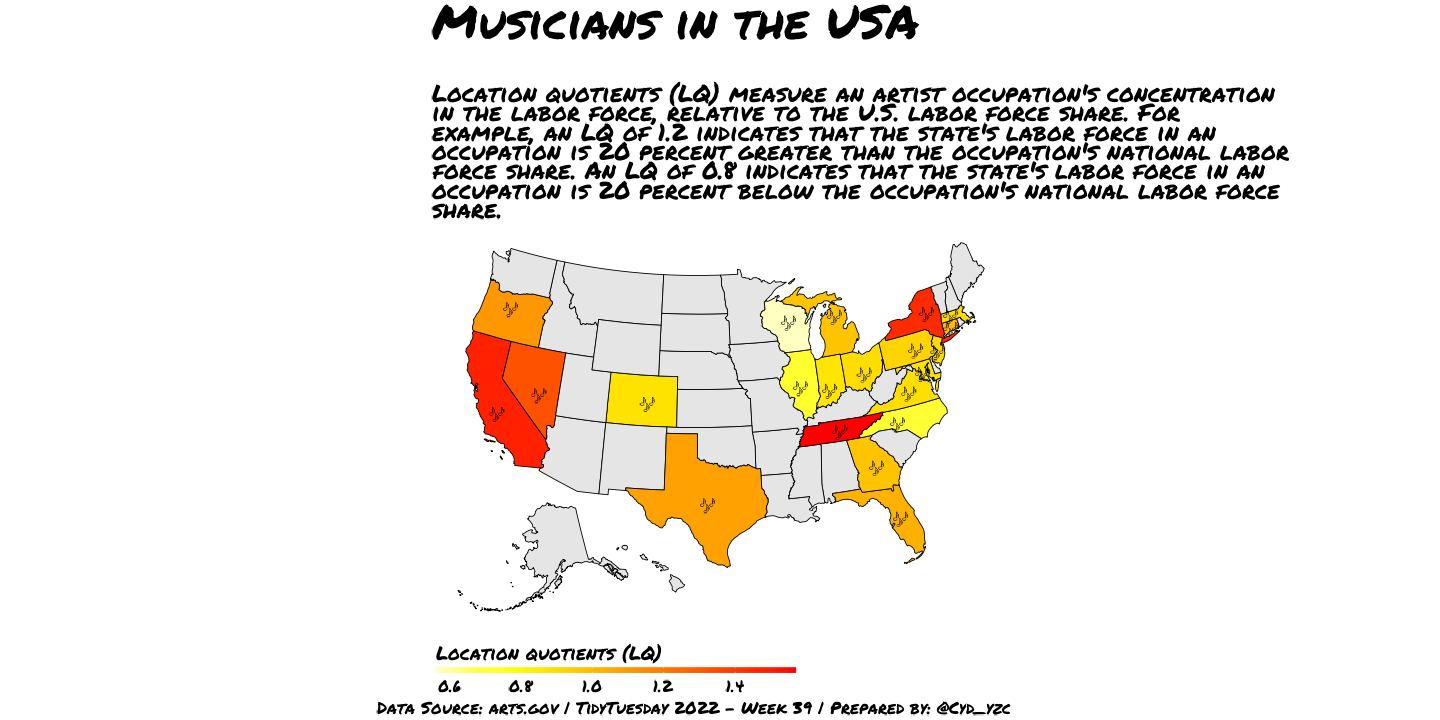 Musicians in the USA
Location quotients (LQ) measure an artist occupation's concentration
in the labor force, relative to the U.S. labor force share. For
example, an LQ of 1.2 indicates that the state's labor force in an
occupation is 20 percent greater than the occupation's national labor
force share. An LQ of 0.8 indicates that the state's labor force in an
occupation is 20 percent below the occupation's national labor force
share.
Location quotients (LQ)
0.6 0.8 1.0 1.2 1.4
Data Source: arts.gov | TidyTuesday 2022 - Week 39 | Prepared by: @Cyd_yzc